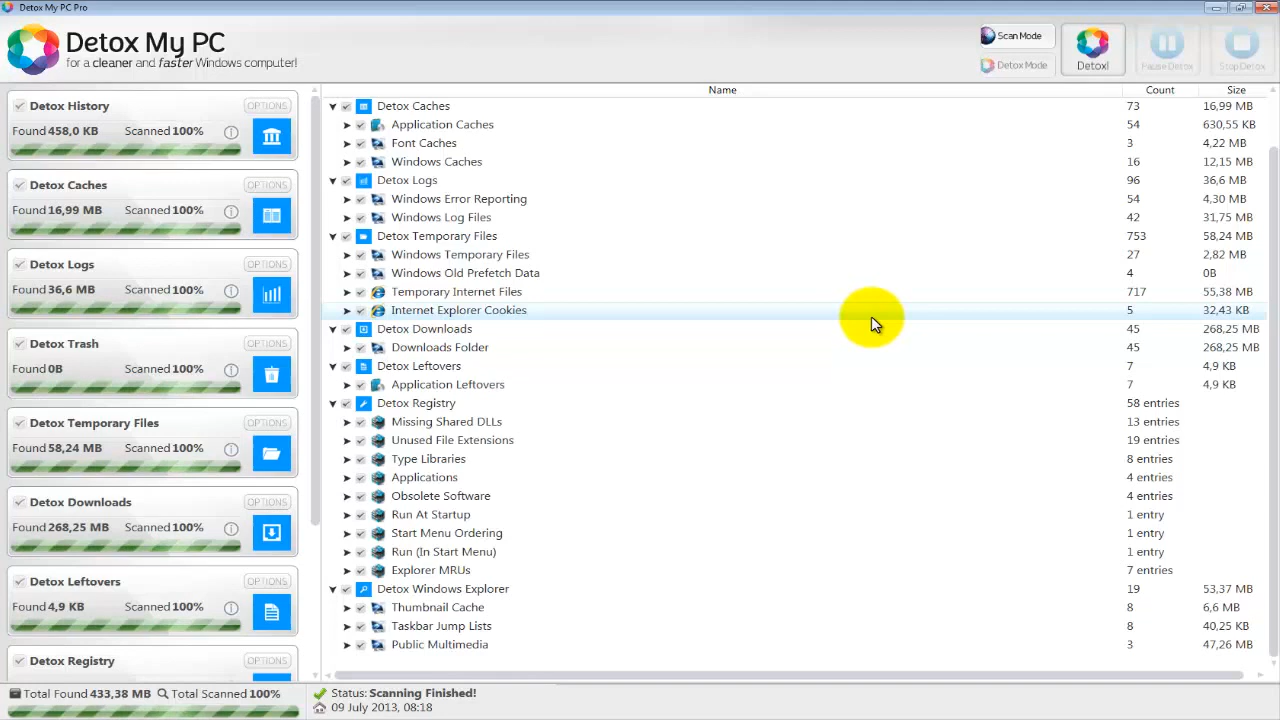 Detox My PC Pro
Detox My PC
for a cleaner and faster Windows computer!
Scan Mode
Detox Mode
Detox!
Pause Detox
Stop Detox
Detox History OPTIONS
Found 458,0 KB Scanned 100%
Detox Caches OPTIONS
Found 16,99 MB Scanned 100%
Detox Logs OPTIONS
Found 36,6 MB Scanned 100%
Detox Trash OPTIONS
Found 0B Scanned 100%
Detox Temporary Files OPTIONS
Found 58,24 MB Scanned 100%
Detox Downloads OPTIONS
Found 268,25 MB Scanned 100%
Detox Leftovers OPTIONS
Found 4,9 KB Scanned 100%
Detox Registry OPTIONS
Name Count Size
Detox Caches 73 16,99 MB
Application Caches 54 630,55 KB
Font Caches 3 4,22 MB
Windows Caches 16 12,15 MB
Detox Logs 96 36,6 MB
Windows Error Reporting 54 4,30 MB
Windows Log Files 42 31,75 MB
Detox Temporary Files 753 58,24 MB
Windows Temporary Files 27 2,82 MB
Windows Old Prefetch Data 4 0B
Temporary Internet Files 717 55,38 MB
Internet Explorer Cookies 5 32,43 KB
Detox Downloads 45 268,25 MB
Downloads Folder 45 268,25 MB
Detox Leftovers 7 4,9 KB
Application Leftovers 7 4,9 KB
Detox Registry 58 entries
Missing Shared DLLs 13 entries
Unused File Extensions 19 entries
Type Libraries 8 entries
Applications 4 entries
Obsolete Software 4 entries
Run At Startup 1 entry
Start Menu Ordering 1 entry
Run (In Start Menu) 1 entry
Explorer MRUs 7 entries
Detox Windows Explorer 19 53,37 MB
Thumbnail Cache 8 6,6 MB
Taskbar Jump Lists 8 40,25 KB
Public Multimedia 3 47,26 MB
Total Found 433,38 MB Total Scanned 100%
Status: Scanning Finished!
09 July 2013, 08:18